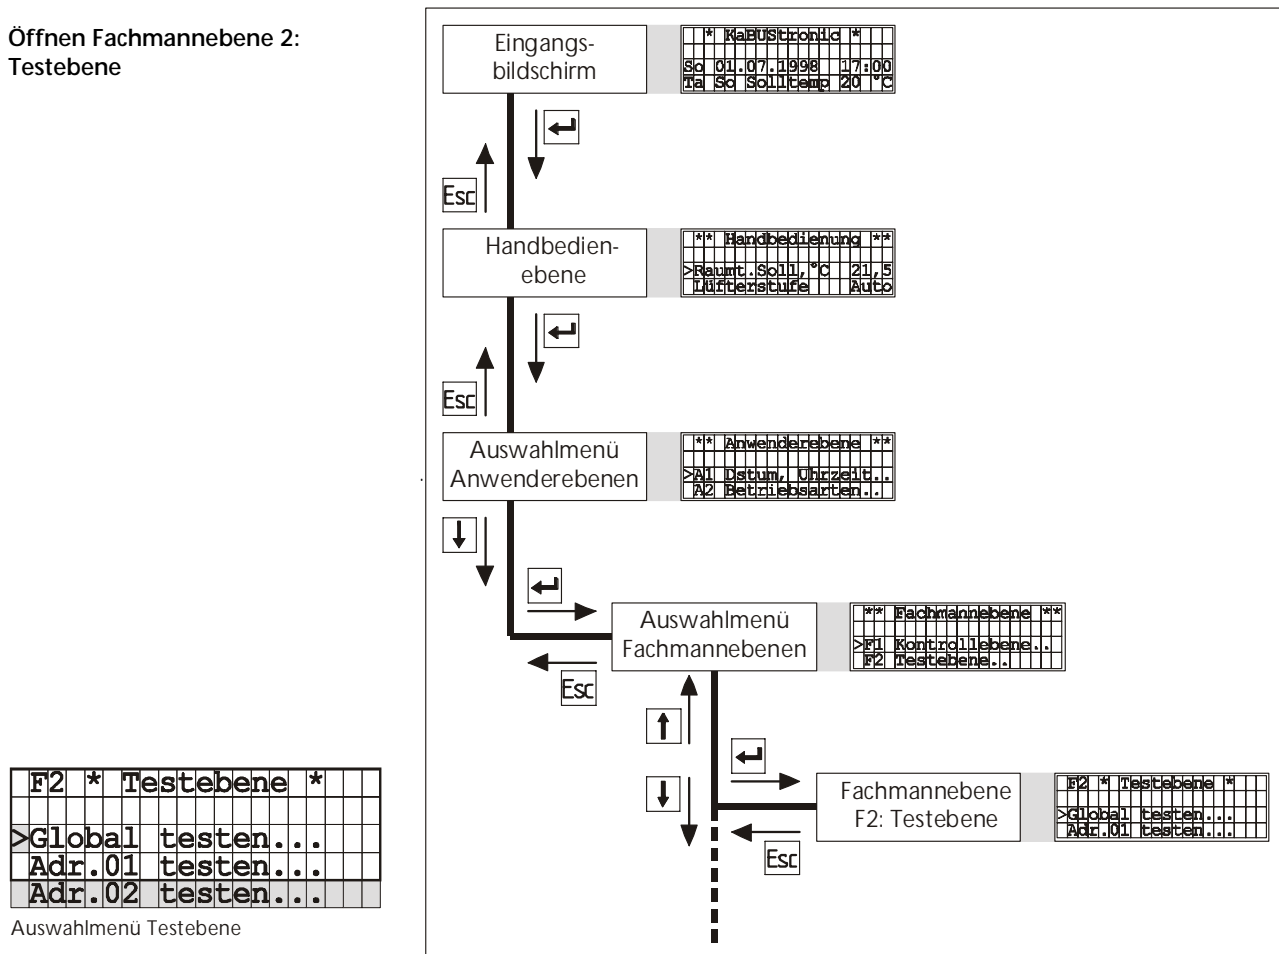 Öffnen Fachmannebene 2:
Testebene
Eingangs-
bildschirm
* KaBUStronic *
So 01.07.1998 17:00
Ta So Solltemp 20 °C
Esc
Handbedien-
ebene
** Handbedienung **
>Raumt.Soll,°C 21,5
Lüfterstufe Auto
Esc
Auswahlmenü
Anwenderebenen
** Anwenderebene **
>A1 Dstum, Uhrzeit..
A2 Betriebsarten..
Auswahlmenü
Fachmannebenen
** Fachmannebene **
>F1 Kontrollebene..
F2 Testebene..
Esc
Fachmannebene
F2: Testebene
F2 * Testebene *
>Global testen...
Adr.01 testen...
Esc
F2 * Testebene *
>Global testen...
Adr.01 testen...
Adr.02 testen...
Auswahlmenü Testebene